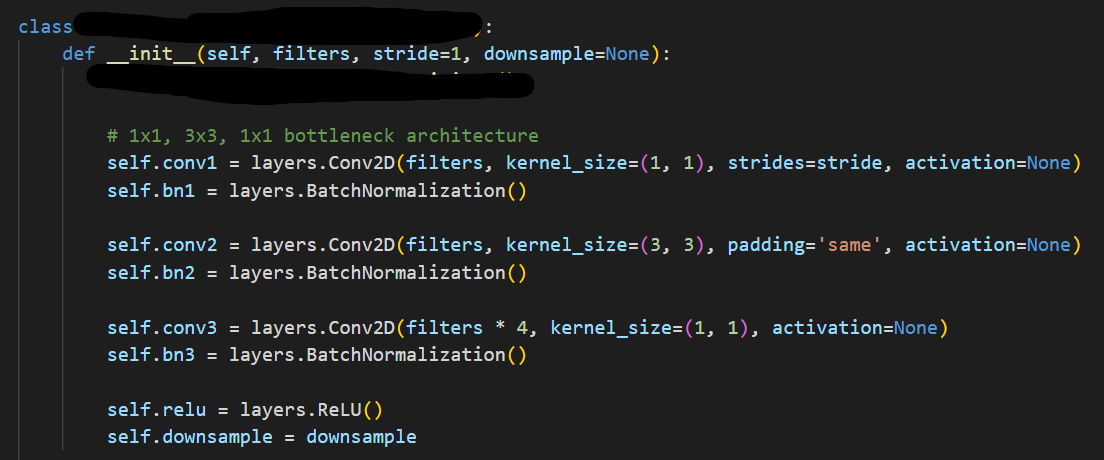 class ):
def __init__(self, filters, stride=1, downsample=None):
# 1x1, 3x3, 1x1 bottleneck architecture
self.conv1 = layers.Conv2D(filters, kernel_size=(1, 1), strides=stride, activation=None)
self.bn1 = layers.BatchNormalization()
self.conv2 = layers.Conv2D(filters, kernel_size=(3, 3), padding='same', activation=None)
self.bn2 = layers.BatchNormalization()
self.conv3 = layers.Conv2D(filters * 4, kernel_size=(1, 1), activation=None)
self.bn3 = layers.BatchNormalization()
self.relu = layers.ReLU()
self.downsample = downsample